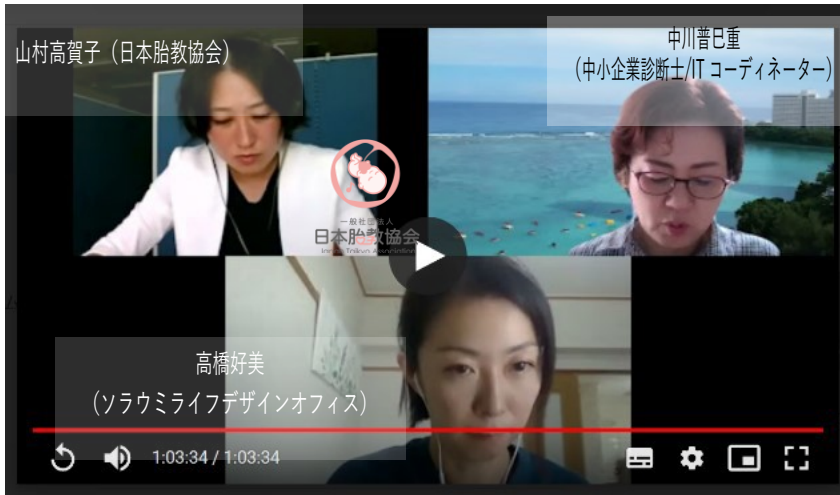 山村高賀子（日本胎教協会）
中川普巳重
（中小企業診断士/IT コーディネーター）
一般社団法人
日本胎教協会
Japan Taikyo Association
高橋好美
（ソラウミライフデザインオフィス）
1:03:34 / 1:03:34